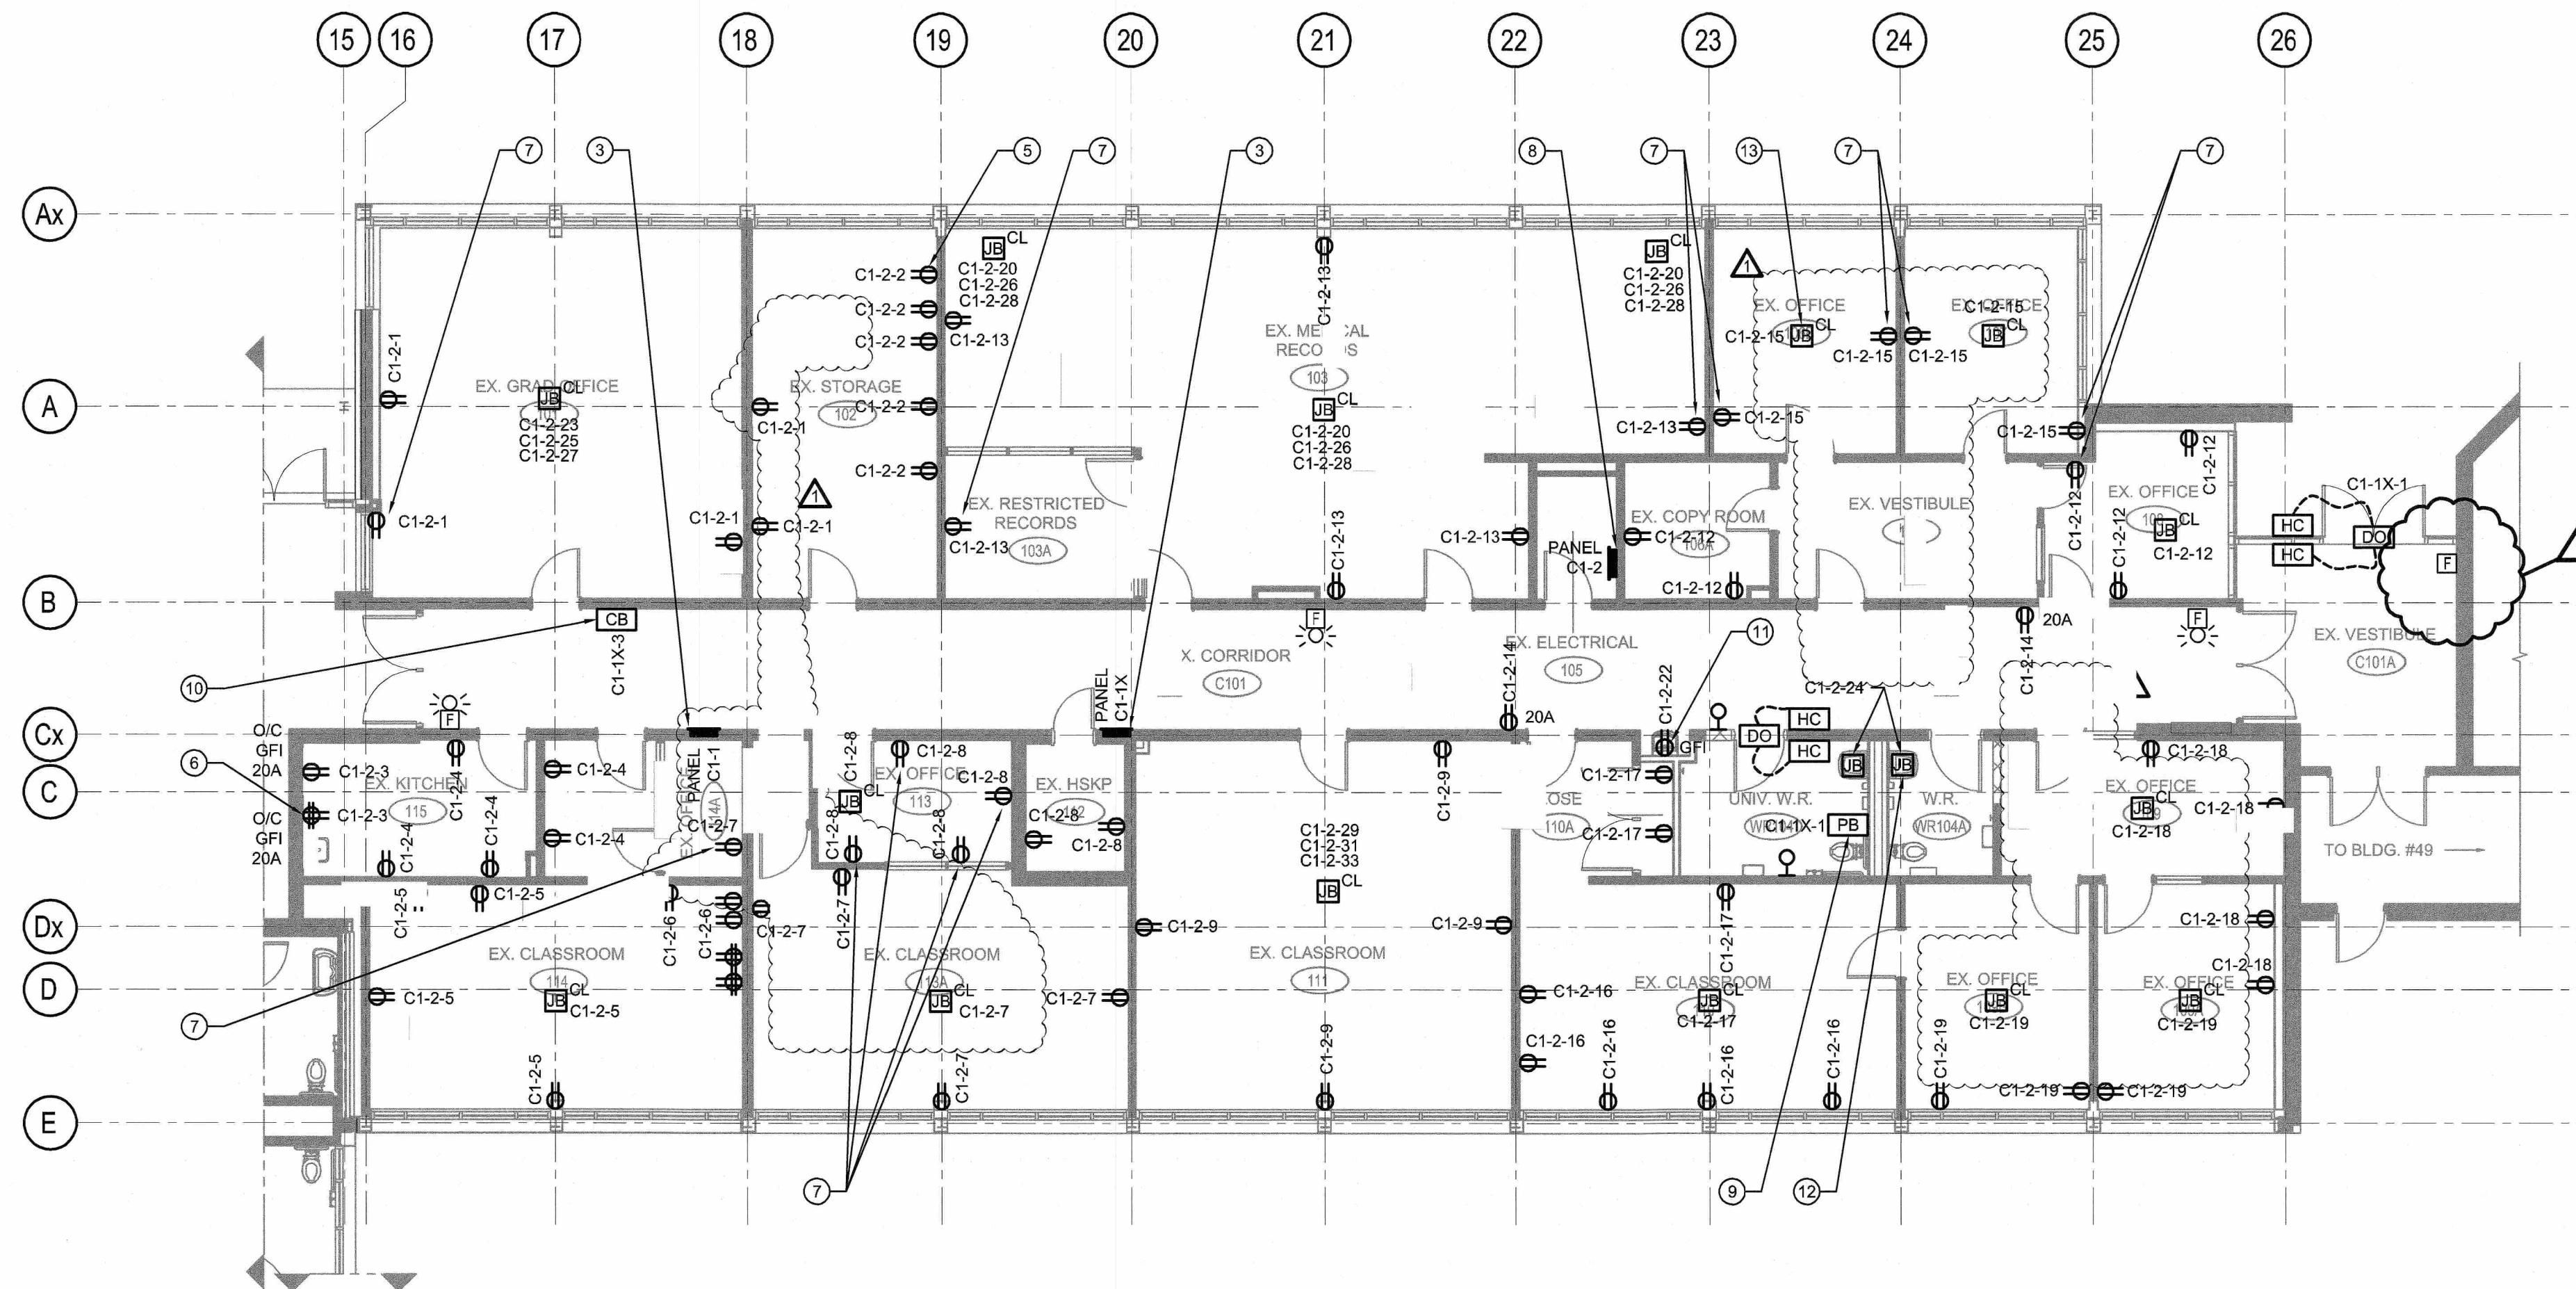 15
16
17
18
19
20
21
22
23
24
25
26
7
3
5
7
3
8
7
13
7
7
Ax
A
B
Cx
C
Dx
D
E
C1-2-1
EX. GRAD OFFICE
101
JB
CL
C1-2-23
C1-2-25
C1-2-27
C1-2-1
C1-2-1
EX. STORAGE
102
C1-2-2
C1-2-2
C1-2-2
C1-2-2
C1-2-2
C1-2-1
C1-2-1
1
JB
CL
C1-2-20
C1-2-26
C1-2-28
C1-2-13
C1-2-13
103
JB
CL
C1-2-20
C1-2-26
C1-2-28
JB
CL
C1-2-20
C1-2-26
C1-2-28
C1-2-13
C1-2-13
C1-2-13
EX. RESTRICTED
RECORDS
103A
C1-2-13
1
EX. OFFICE
JB
CL
C1-2-15
C1-2-15
C1-2-15
EX. OFFICE
C1-2-15
JB
CL
C1-2-15
C1-2-15
PANEL
C1-2
EX. COPY ROOM
106A
C1-2-12
C1-2-12
EX. VESTIBULE
C1-2-12
EX. OFFICE
JB
CL
C1-2-12
C1-2-12
C1-2-12
C1-1X-1
HC
HC
DO
F
10
CB
C1-1X-3
F
PANEL
C1-1X
CORRIDOR
C101
F
EX. ELECTRICAL
105
C1-2-14
20A
C1-2-22
GFI
11
C1-2-24
C1-2-14
20A
F
EX. VESTIBULE
C101A
DO
HC
HC
6
O/C
GFI
20A
O/C
GFI
20A
C1-2-3
C1-2-3
EX. KITCHEN
115
C1-2-4
C1-2-4
C1-2-4
C1-2-4
C1-2-4
EX. OFFICE
114A
PANEL
C1-1
C1-2-7
C1-2-8
EX. OFFICE
113
JB
CL
C1-2-8
C1-2-8
C1-2-8
C1-2-8
EX. HSKP
112
C1-2-8
C1-2-8
C1-2-9
C1-2-29
C1-2-31
C1-2-33
JB
CL
C1-2-9
C1-2-9
EX. CLASSROOM
111
C1-2-9
110A
C1-2-17
C1-2-17
UNIV. W.R.
C1-1X-1
PB
JB
JB
W.R.
WR104A
C1-2-18
EX. OFFICE
JB
CL
C1-2-18
C1-2-18
TO BLDG. #49
C1-2-5
C1-2-5
C1-2-6
C1-2-6
EX. CLASSROOM
114
JB
CL
C1-2-5
C1-2-5
C1-2-5
7
C1-2-7
C1-2-7
EX. CLASSROOM
113A
JB
CL
C1-2-7
C1-2-7
C1-2-7
C1-2-17
EX. CLASSROOM
JB
CL
C1-2-17
C1-2-16
C1-2-16
C1-2-16
C1-2-16
C1-2-16
EX. OFFICE
JB
CL
C1-2-19
C1-2-19
C1-2-19
C1-2-18
C1-2-18
EX. OFFICE
109A
JB
CL
C1-2-19
C1-2-19
7
9
12